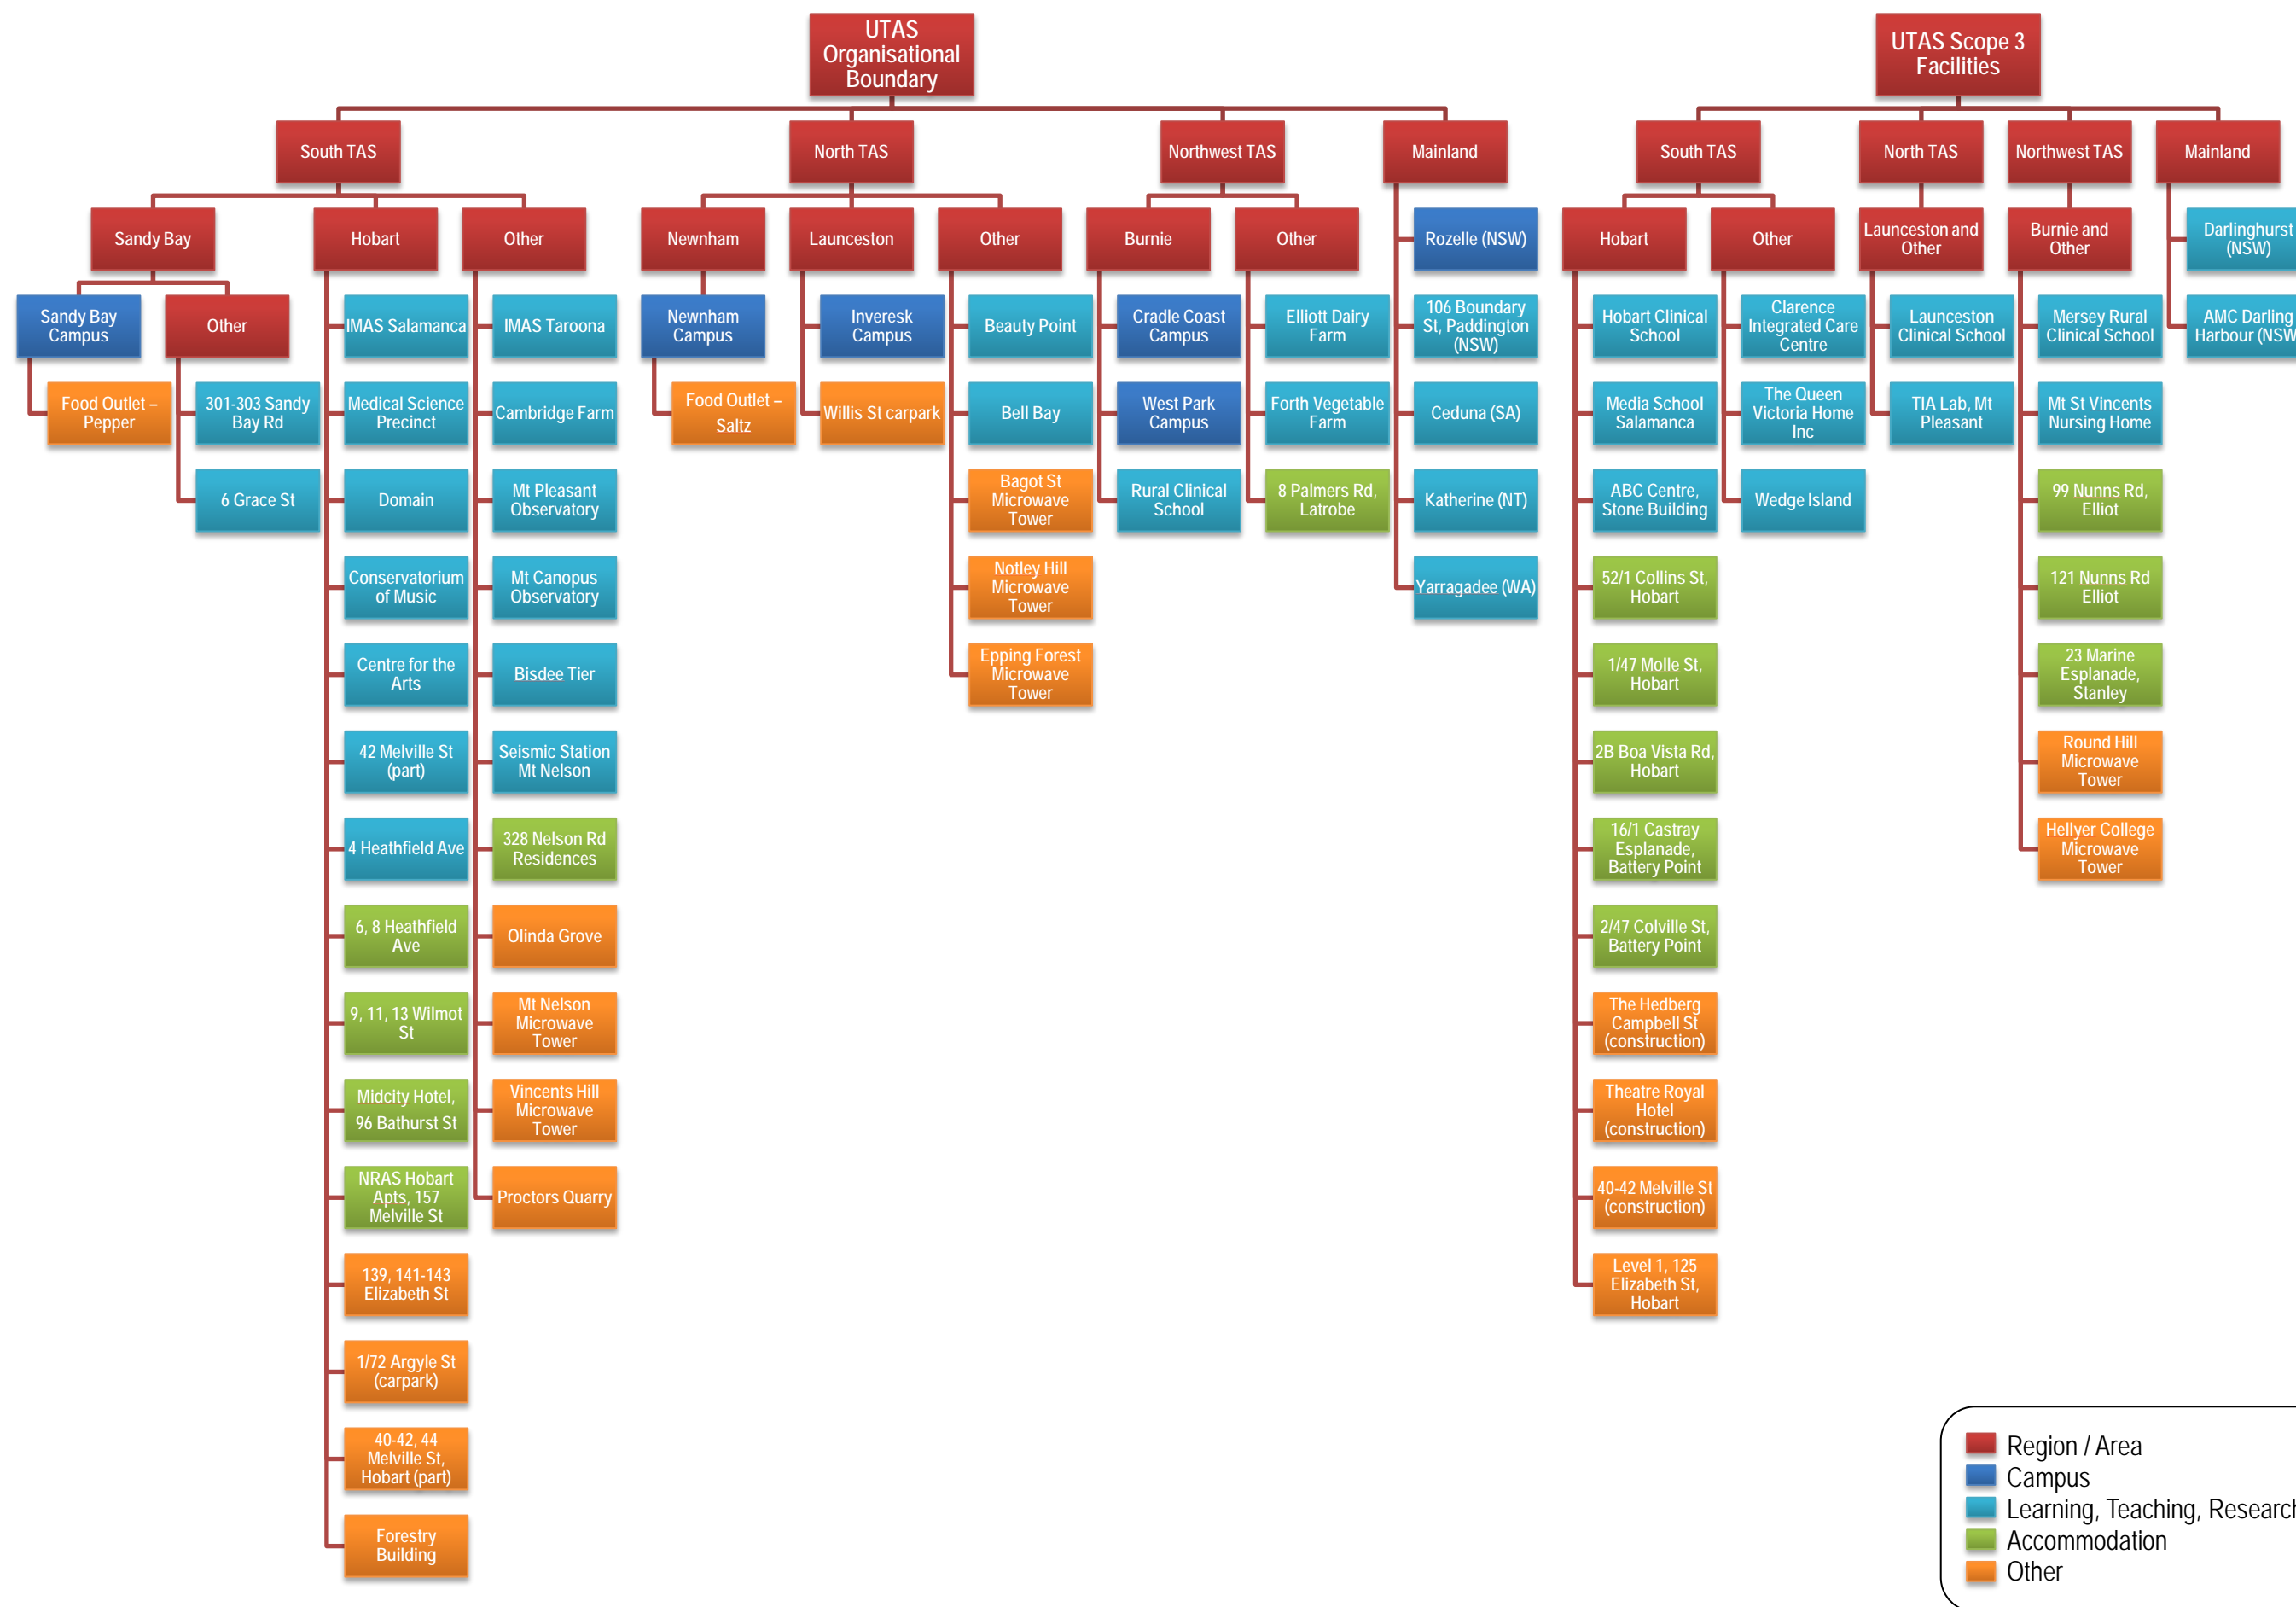 UTAS
Organisational
Boundary
UTAS Scope 3
Facilities
South TAS
North TAS
Northwest TAS
Mainland
South TAS
North TAS
Northwest TAS
Mainland
Sandy Bay
Hobart
Other
Newnham
Launceston
Other
Burnie
Other
Rozelle (NSW)
Hobart
Other
Launceston and
Other
Burnie and
Other
Darlinghurst
(NSW)
Sandy Bay
Campus
Other
IMAS Salamanca
IMAS Taroona
Newnham
Campus
Inveresk
Campus
Beauty Point
Cradle Coast
Campus
Elliott Dairy
Farm
106 Boundary
St, Paddington
(NSW)
Hobart Clinical
School
Clarence
Integrated Care
Centre
Launceston
Clinical School
Mersey Rural
Clinical School
AMC Darling
Harbour (NSW
Food Outlet –
Pepper
301-303 Sandy
Bay Rd
Medical Science
Precinct
Cambridge Farm
Food Outlet –
Saltz
Willis St carpark
Bell Bay
West Park
Campus
Forth Vegetable
Farm
Ceduna (SA)
Media School
Salamanca
The Queen
Victoria Home
Inc
TIA Lab, Mt
Pleasant
Mt St Vincents
Nursing Home
6 Grace St
Domain
Mt Pleasant
Observatory
Bagot St
Microwave
Tower
Rural Clinical
School
8 Palmers Rd,
Latrobe
Katherine (NT)
ABC Centre,
Stone Building
Wedge Island
99 Nunns Rd,
Elliot
Conservatorium
of Music
Mt Canopus
Observatory
Notley Hill
Microwave
Tower
Yarragadee (WA)
52/1 Collins St,
Hobart
121 Nunns Rd
Elliot
Centre for the
Arts
Bisdee Tier
Epping Forest
Microwave
Tower
1/47 Molle St,
Hobart
23 Marine
Esplanade,
Stanley
42 Melville St
(part)
Seismic Station
Mt Nelson
2B Boa Vista Rd,
Hobart
Round Hill
Microwave
Tower
4 Heathfield Ave
328 Nelson Rd
Residences
16/1 Castray
Esplanade,
Battery Point
Hellyer College
Microwave
Tower
6, 8 Heathfield
Ave
Olinda Grove
2/47 Colville St,
Battery Point
9, 11, 13 Wilmot
St
Mt Nelson
Microwave
Tower
The Hedberg
Campbell St
(construction)
Midcity Hotel,
96 Bathurst St
Vincents Hill
Microwave
Tower
Theatre Royal
Hotel
(construction)
NRAS Hobart
Apts, 157
Melville St
Proctors Quarry
40-42 Melville St
(construction)
139, 141-143
Elizabeth St
Level 1, 125
Elizabeth St,
Hobart
1/72 Argyle St
(carpark)
40-42, 44
Melville St,
Hobart (part)
Forestry
Building
Region / Area
Campus
Learning, Teaching, Research
Accommodation
Other